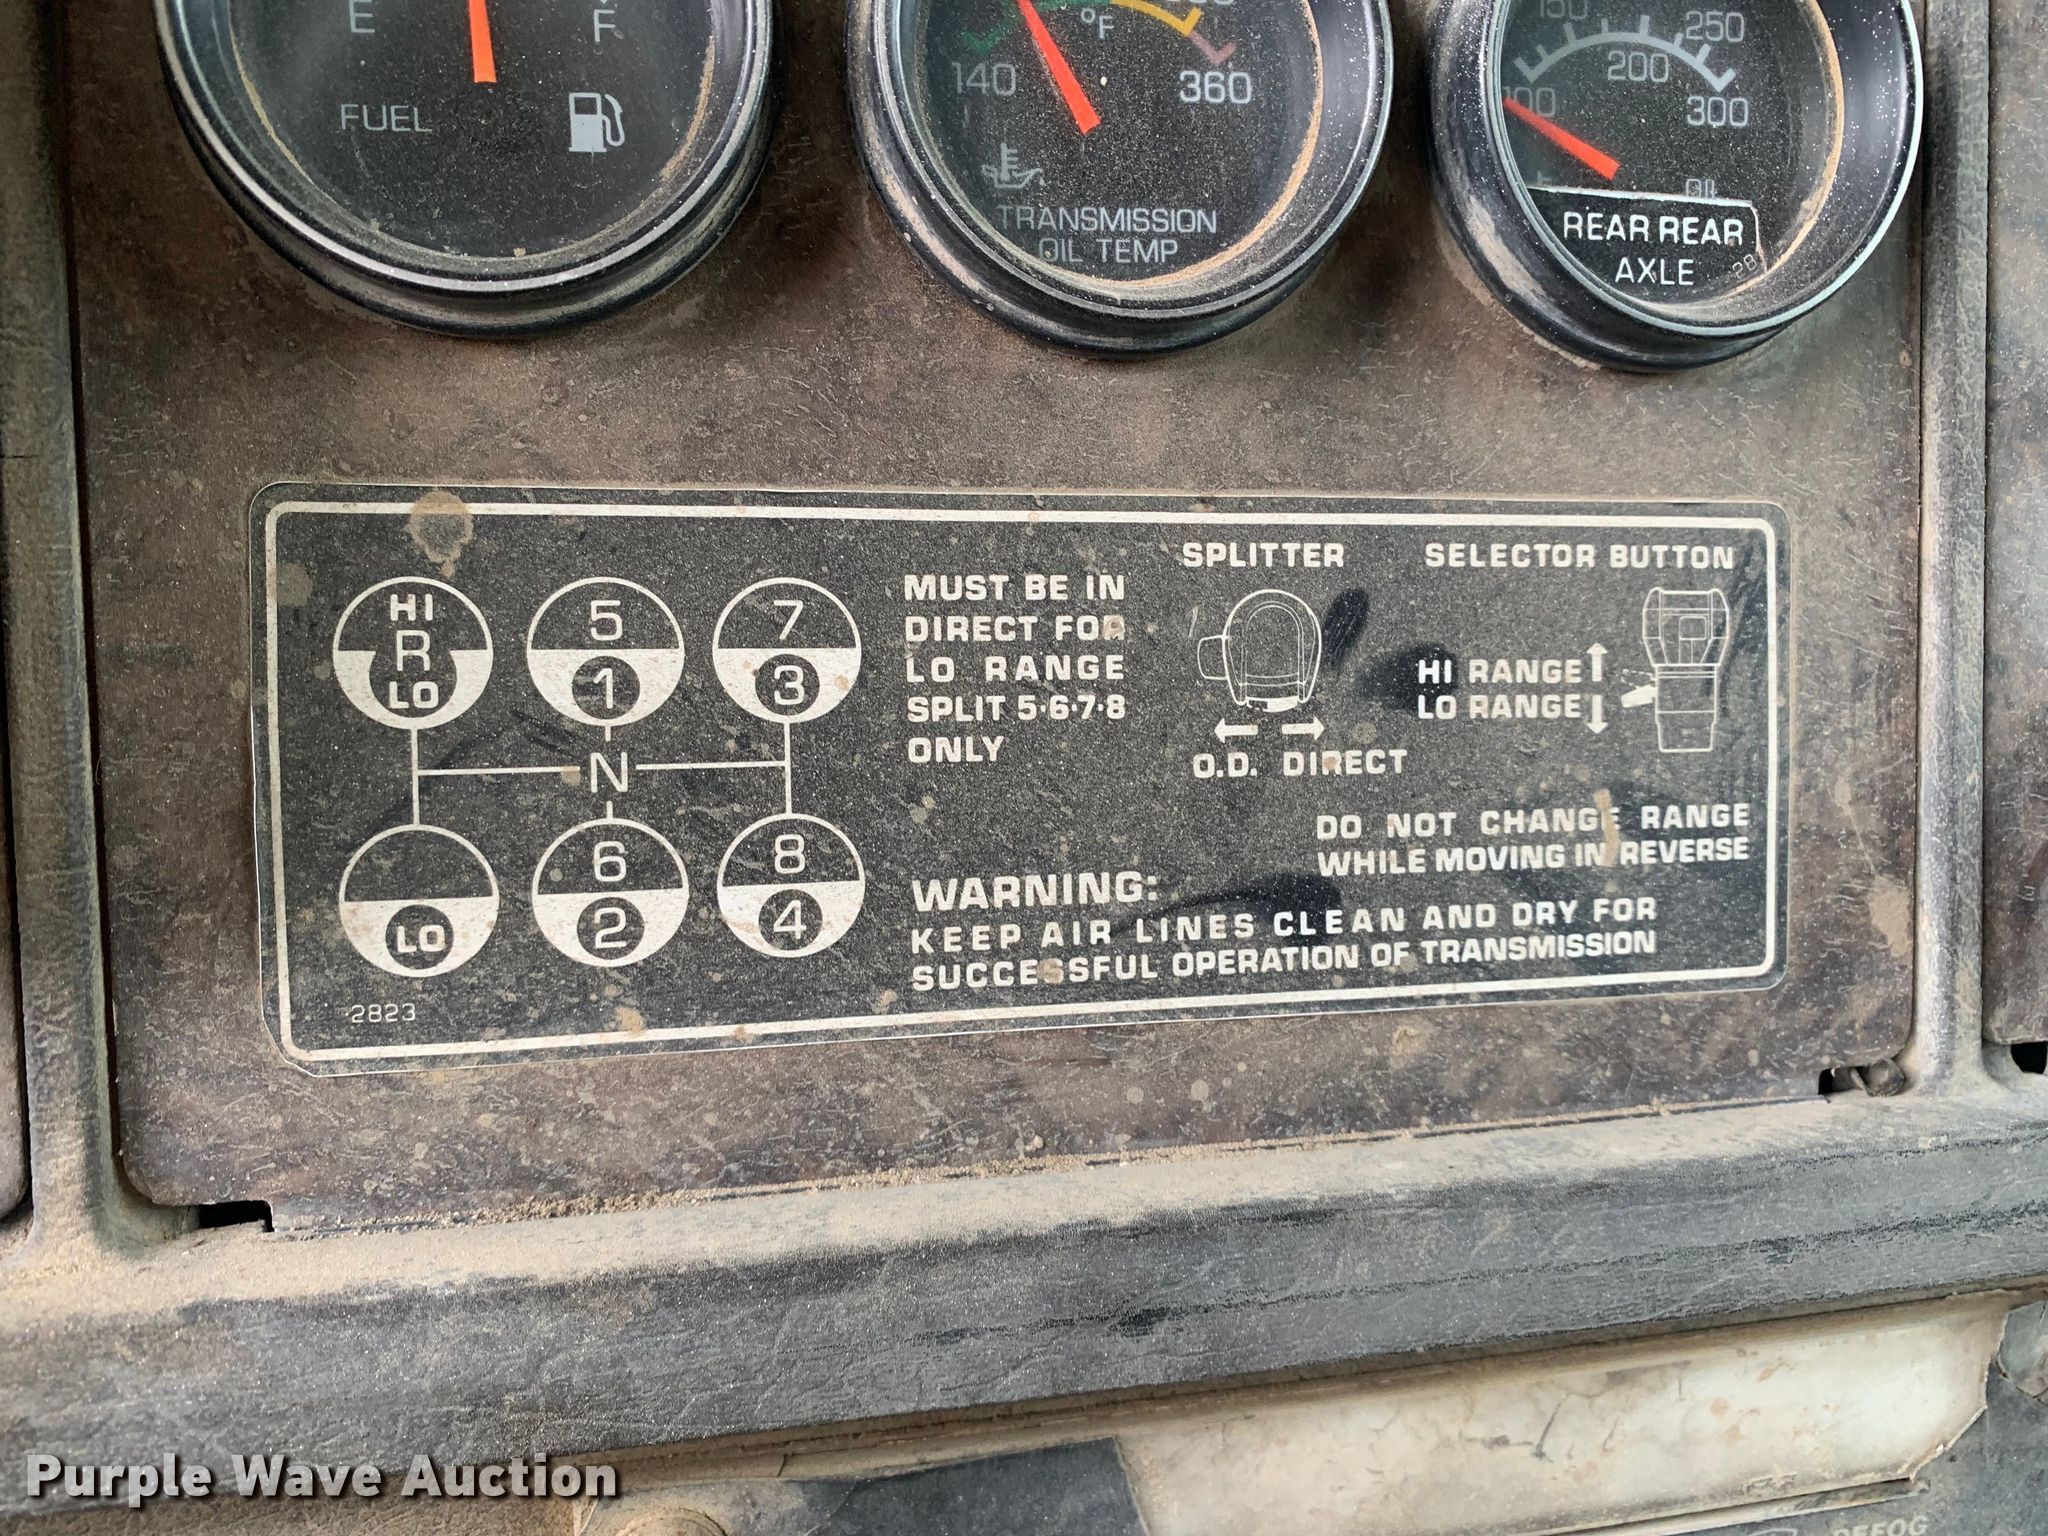 E F
FUEL
°F
140 360
TRANSMISSION
OIL TEMP
150 250
200
300
OIL
REAR REAR
AXLE
28
HI
R
LO
5
1
7
3
N
LO
6
2
8
4
2823
MUST BE IN
DIRECT FOR
LO RANGE
SPLIT 5·6·7·8
ONLY
SPLITTER
O.D. DIRECT
SELECTOR BUTTON
HI RANGE
LO RANGE
DO NOT CHANGE RANGE
WHILE MOVING IN REVERSE
WARNING:
KEEP AIR LINES CLEAN AND DRY FOR
SUCCESSFUL OPERATION OF TRANSMISSION
Purple Wave Auction